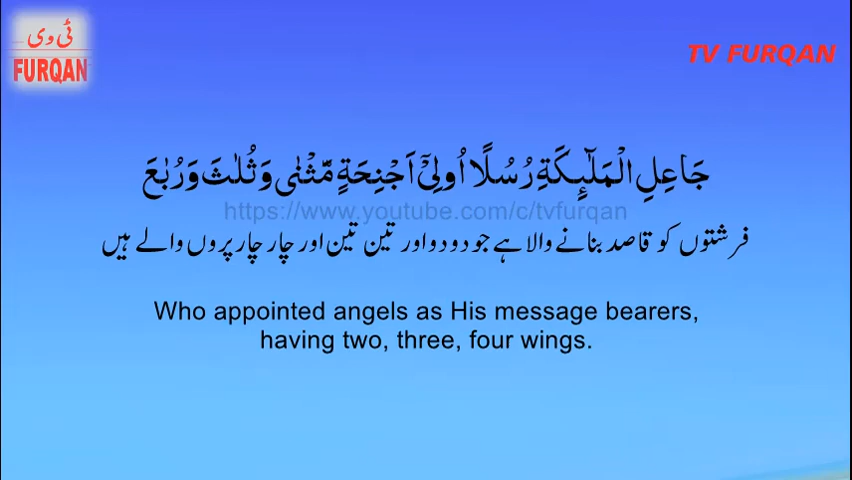 ٹی وی
FURQAN
TV FURQAN
جَاعِلِ الْمَلٰٓئِكَةِ رُسُلًا اُولِیْۤ اَجْنِحَةٍ مَّثْنٰی وَثُلٰثَ وَرُبٰعَ
https://www.youtube.com/c/tvfurqan
فرشتوں کو قاصد بنانے والا ہے جو دو دو اور تین تین اور چار چار پروں والے ہیں
Who appointed angels as His message bearers,
having two, three, four wings.